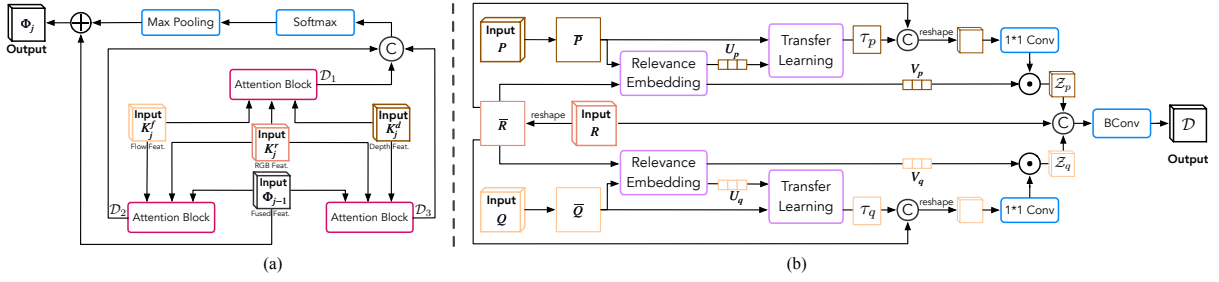 Φj
Output
Max Pooling
Softmax
C
Attention Block
D1
Input
K^f_j
Flow Feat.
Input
K^r_j
RGB Feat.
Input
K^d_j
Depth Feat.
Input
Φj−1
Fused Feat.
D2
Attention Block
Attention Block
D3
(a)
Input
P
P̅
Relevance
Embedding
Up
Transfer
Learning
τp
C
reshape
1*1 Conv
Vp
Zp
R̅
reshape
Input
R
C
BConv
D
Output
Relevance
Embedding
Vq
Zq
Input
Q
Q̅
Uq
Transfer
Learning
τq
C
reshape
1*1 Conv
(b)